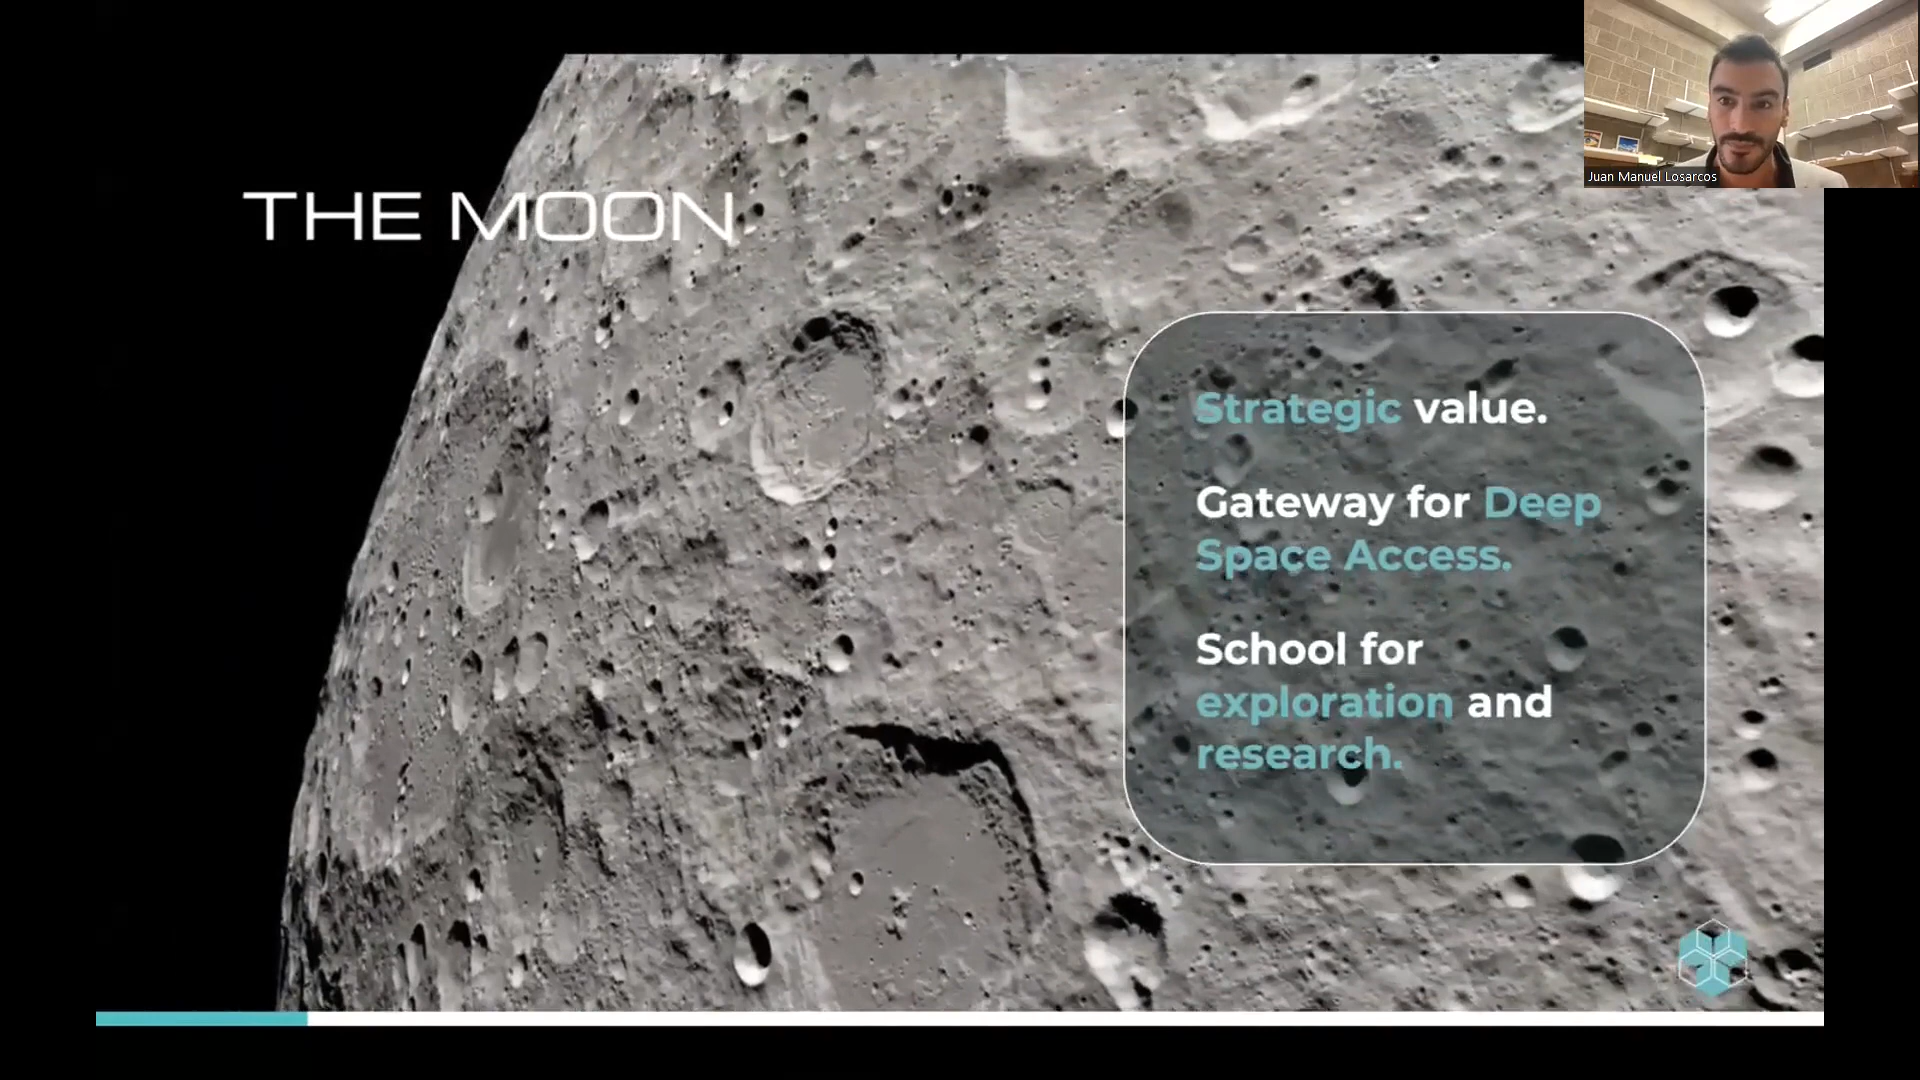 Juan Manuel Losarcos
THE MOON
Strategic value.
Gateway for Deep
Space Access.
School for
exploration and
research.